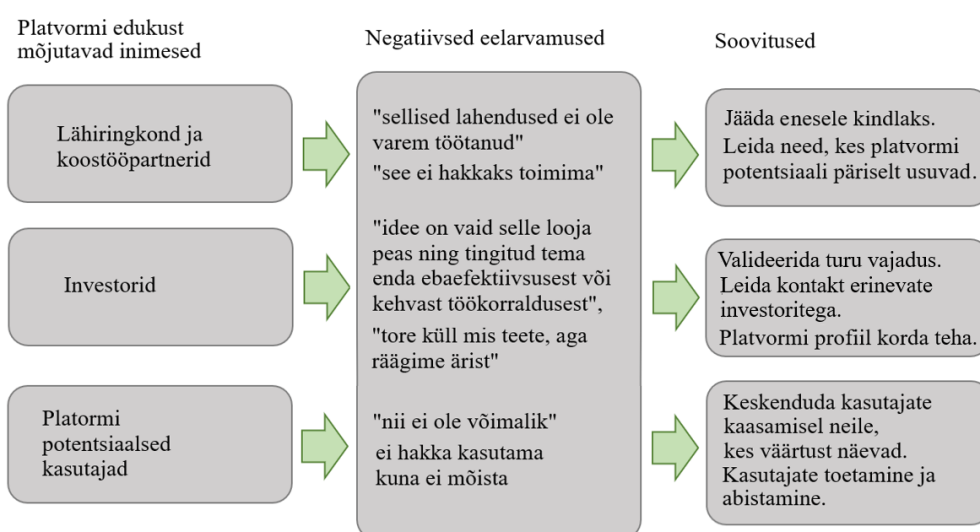 Platvormi edukust
mõjutavad inimesed
Negatiivsed eelarvamused
Soovitused
Lähiringkond ja
koostööpartnerid
"sellised lahendused ei ole
varem töötanud"
"see ei hakkaks toimima"
Jääda enesele kindlaks.
Leida need, kes platvormi
potentsiaali päriselt usuvad.
Investorid
"idee on vaid selle looja
peas ning tingitud tema
enda ebaefektiivsusest või
kehvast töökorraldusest",
"tore küll mis teete, aga
räägime ärist"
Valideerida turu vajadus.
Leida kontakt erinevate
investoritega.
Platvormi profiil korda teha.
Platormi
potentsiaalsed
kasutajad
"nii ei ole võimalik"
ei hakka kasutama
kuna ei mõista
Keskenduda kasutajate
kaasamisel neile,
kes väärtust näevad.
Kasutajate toetamine ja
abistamine.